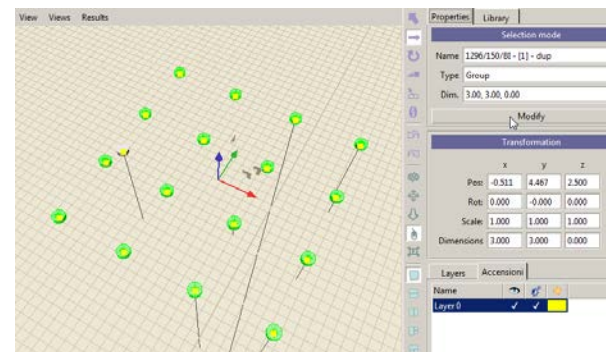 View Views Results
Properties Library
Selection mode
Name 1296/150/BI - [1] - dup
Type Group
Dim. 3.00, 3.00, 0.00
Modify
Transformation
x y z
Pos: -0.511 4.467 2.500
Rot: 0.000 -0.000 0.000
Scale: 1.000 1.000 1.000
Dimensions 3.000 3.000 0.000
Layers Accensioni
Name
Layer 0